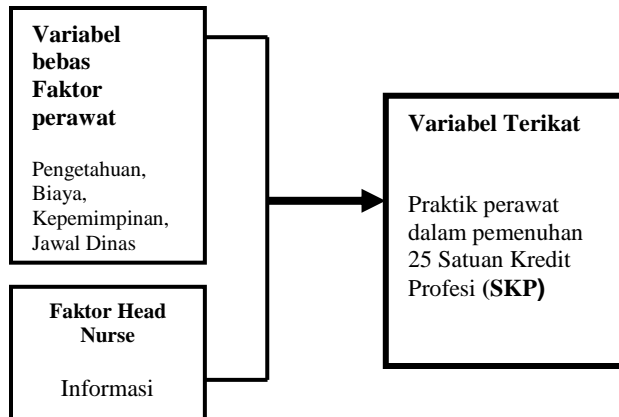 Variabel
bebas
Faktor
perawat
Pengetahuan,
Biaya,
Kepemimpinan,
Jawal Dinas
Faktor Head
Nurse
Informasi
Variabel Terikat
Praktik perawat
dalam pemenuhan
25 Satuan Kredit
Profesi (SKP)